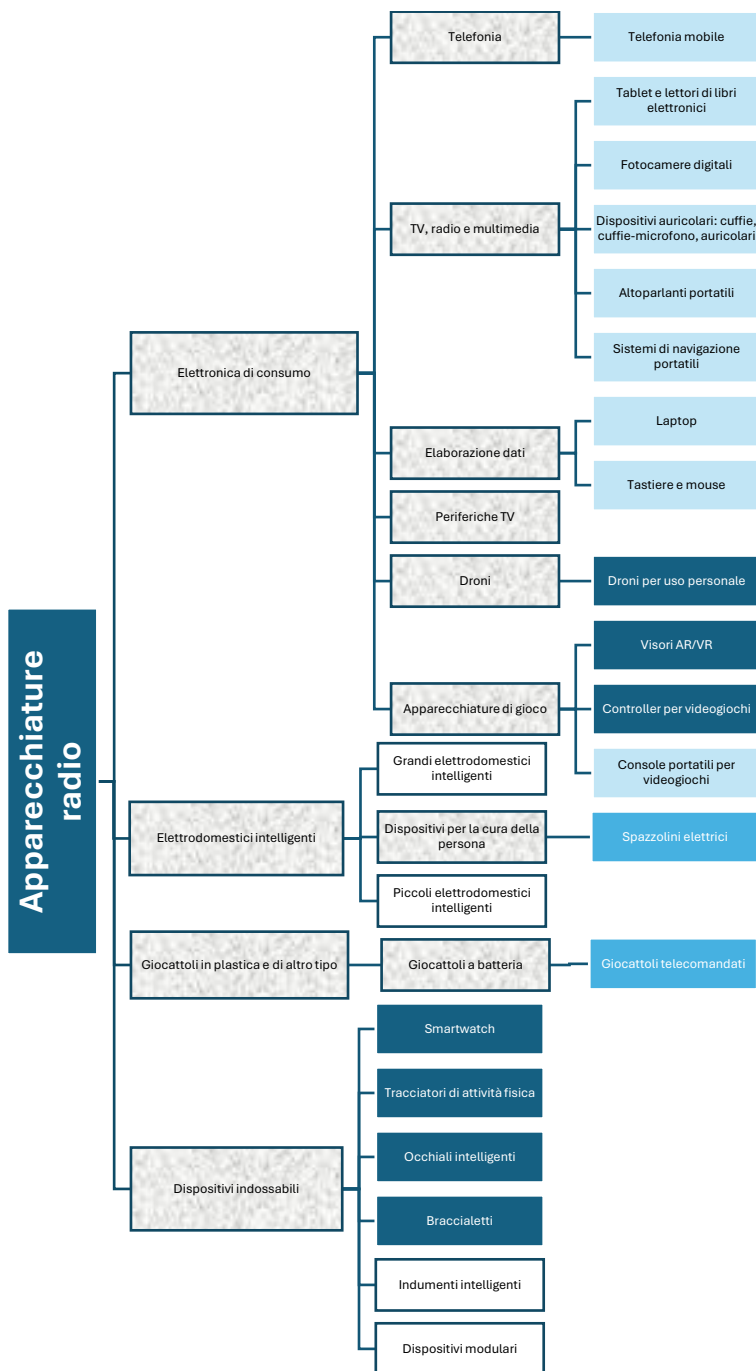 Apparecchiature
radio
Elettronica di consumo
Telefonia
Telefonia mobile
TV, radio e multimedia
Tablet e lettori di libri
elettronici
Fotocamere digitali
Dispositivi auricolari: cuffie,
cuffie-microfono, auricolari
Altoparlanti portatili
Sistemi di navigazione
portatili
Elaborazione dati
Laptop
Tastiere e mouse
Periferiche TV
Droni
Droni per uso personale
Apparecchiature di gioco
Visori AR/VR
Controller per videogiochi
Console portatili per
videogiochi
Elettrodomestici intelligenti
Grandi elettrodomestici
intelligenti
Dispositivi per la cura della
persona
Spazzolini elettrici
Piccoli elettrodomestici
intelligenti
Giocattoli in plastica e di altro tipo
Giocattoli a batteria
Giocattoli telecomandati
Dispositivi indossabili
Smartwatch
Tracciatori di attività fisica
Occhiali intelligenti
Braccialetti
Indumenti intelligenti
Dispositivi modulari